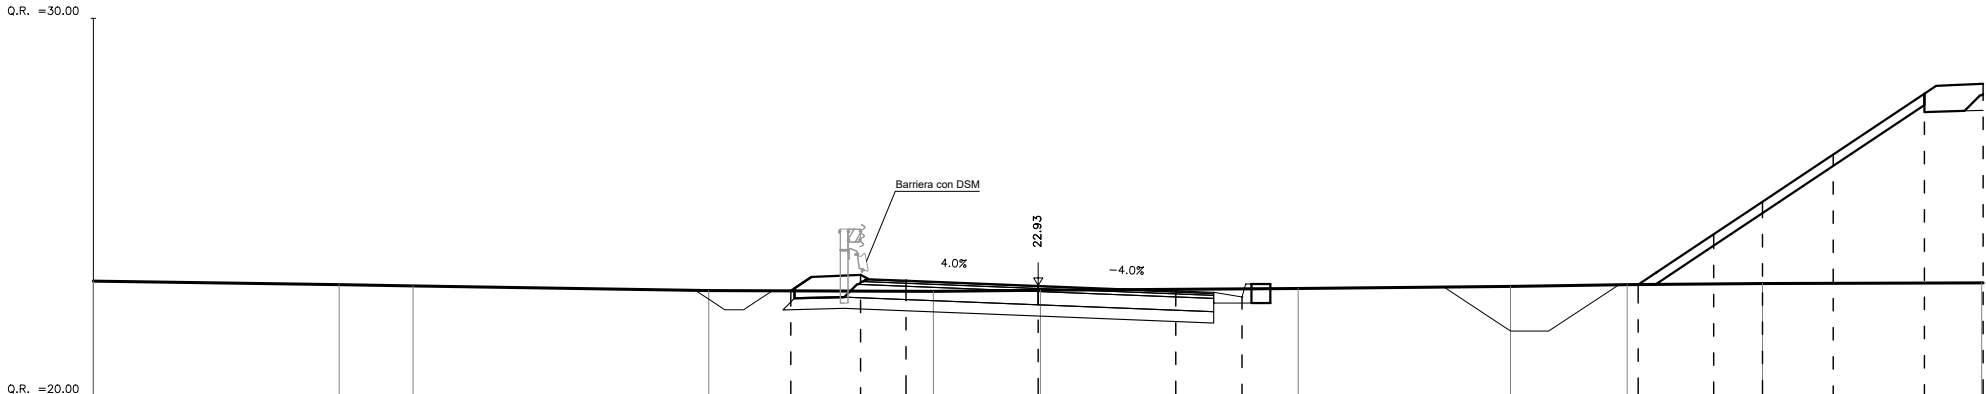 Q.R. =30.00
Barriera con DSM
22.93
4.0%
-4.0%
Q.R. =20.00